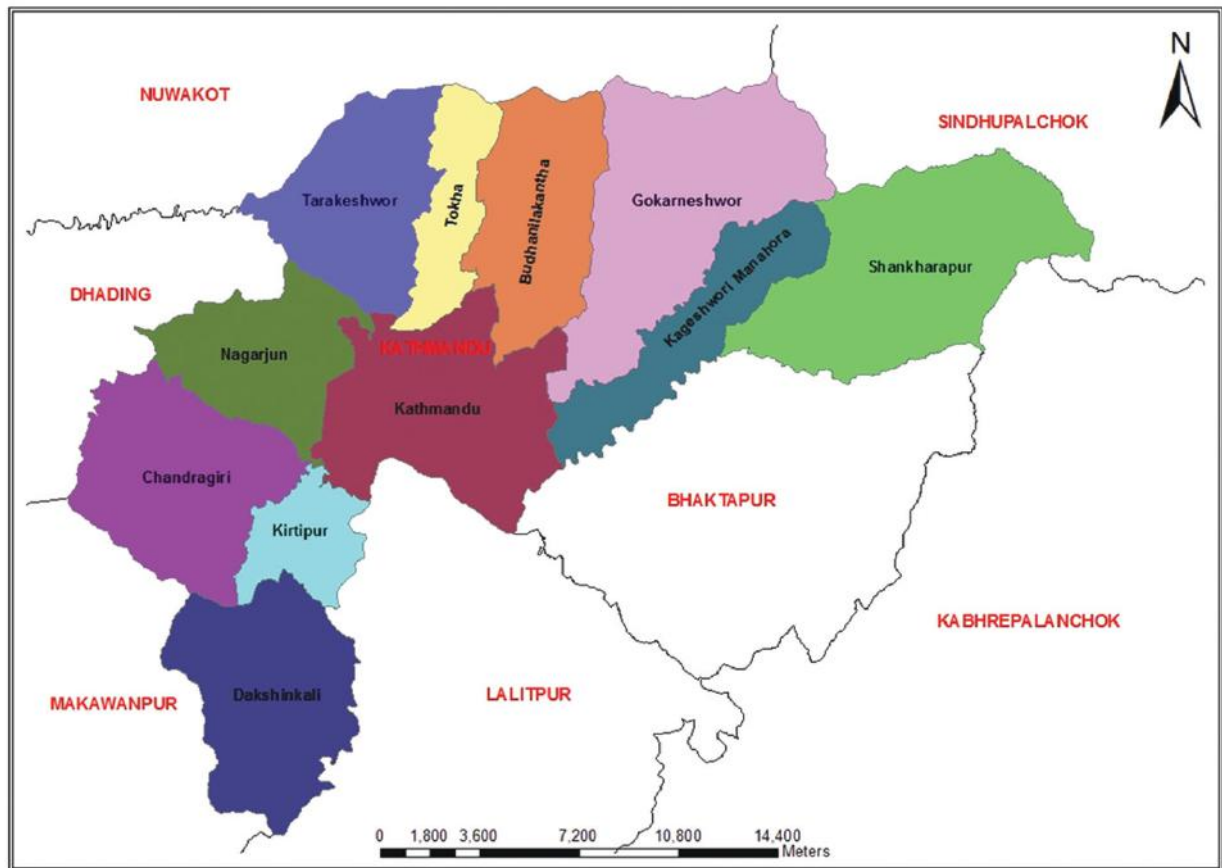 N
NUWAKOT
SINDHUPALCHOK
Tarakeshwor
Tokha
Budhanilakantha
Gokarneshwor
Kageshwori Manahora
Shankharapur
DHADING
Nagarjun
KATHMANDU
Kathmandu
Chandragiri
BHAKTAPUR
Kirtipur
KABHREPALANCHOK
MAKAWANPUR
Dakshinkali
LALITPUR
0 1,800 3,600 7,200 10,800 14,400
Meters